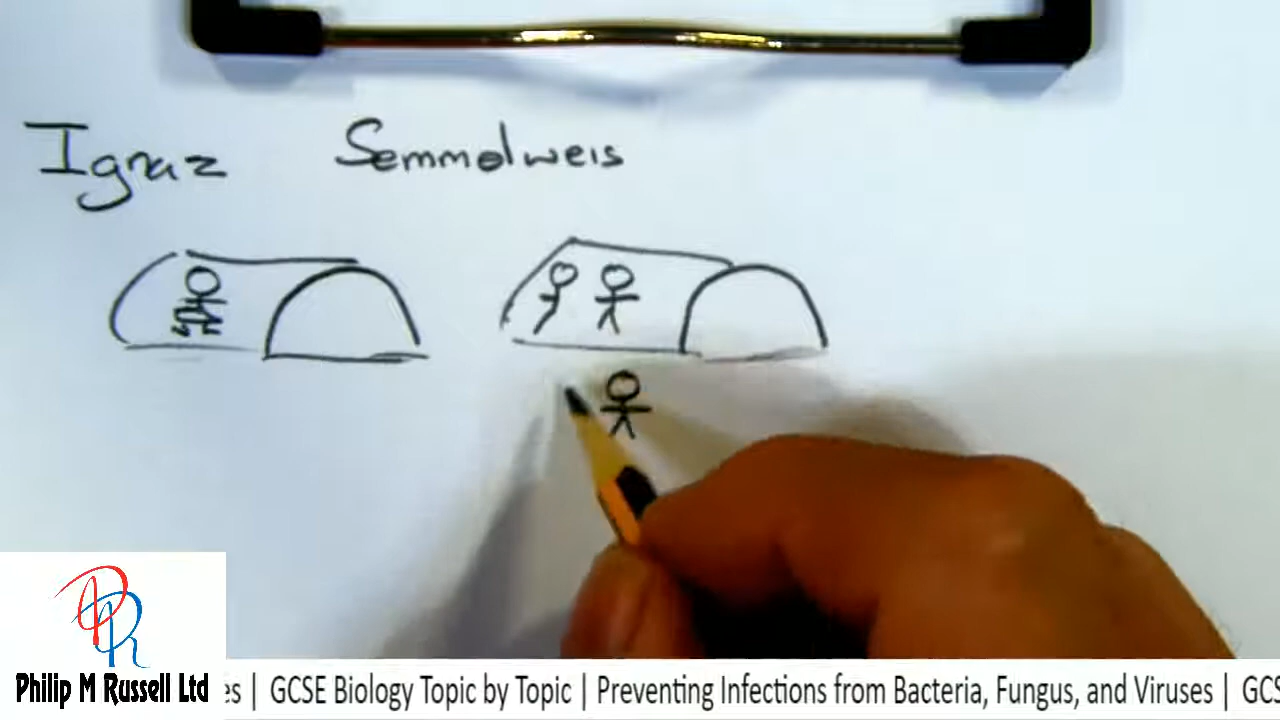 Ignaz Semmelweis
Philip M Russell Ltd
es | GCSE Biology Topic by Topic | Preventing Infections from Bacteria, Fungus, and Viruses | GCS